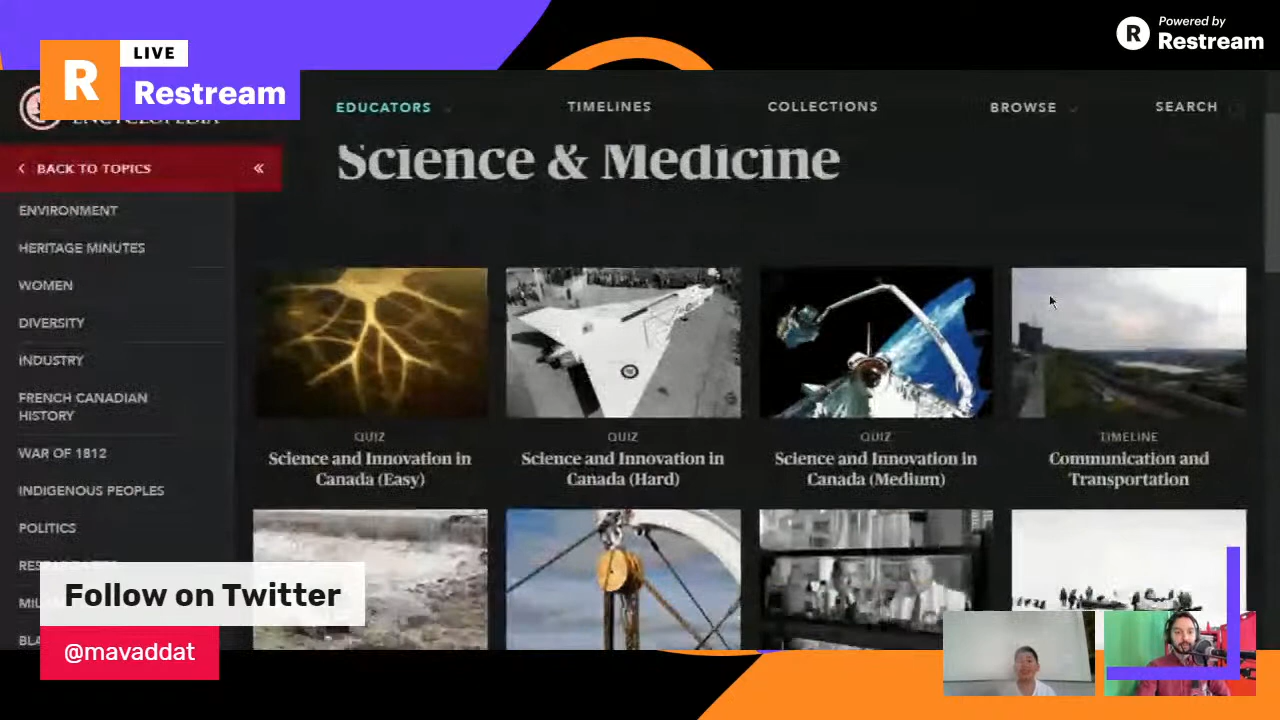 LIVE
R
Restream
Powered by
R Restream
EDUCATORS
TIMELINES
COLLECTIONS
BROWSE
SEARCH
ENCYCLOPEDIA
BACK TO TOPICS
Science & Medicine
ENVIRONMENT
HERITAGE MINUTES
WOMEN
DIVERSITY
INDUSTRY
FRENCH CANADIAN
HISTORY
WAR OF 1812
INDIGENOUS PEOPLES
POLITICS
QUIZ
Science and Innovation in
Canada (Easy)
QUIZ
Science and Innovation in
Canada (Hard)
QUIZ
Science and Innovation in
Canada (Medium)
TIMELINE
Communication and
Transportation
Follow on Twitter
@mavaddat